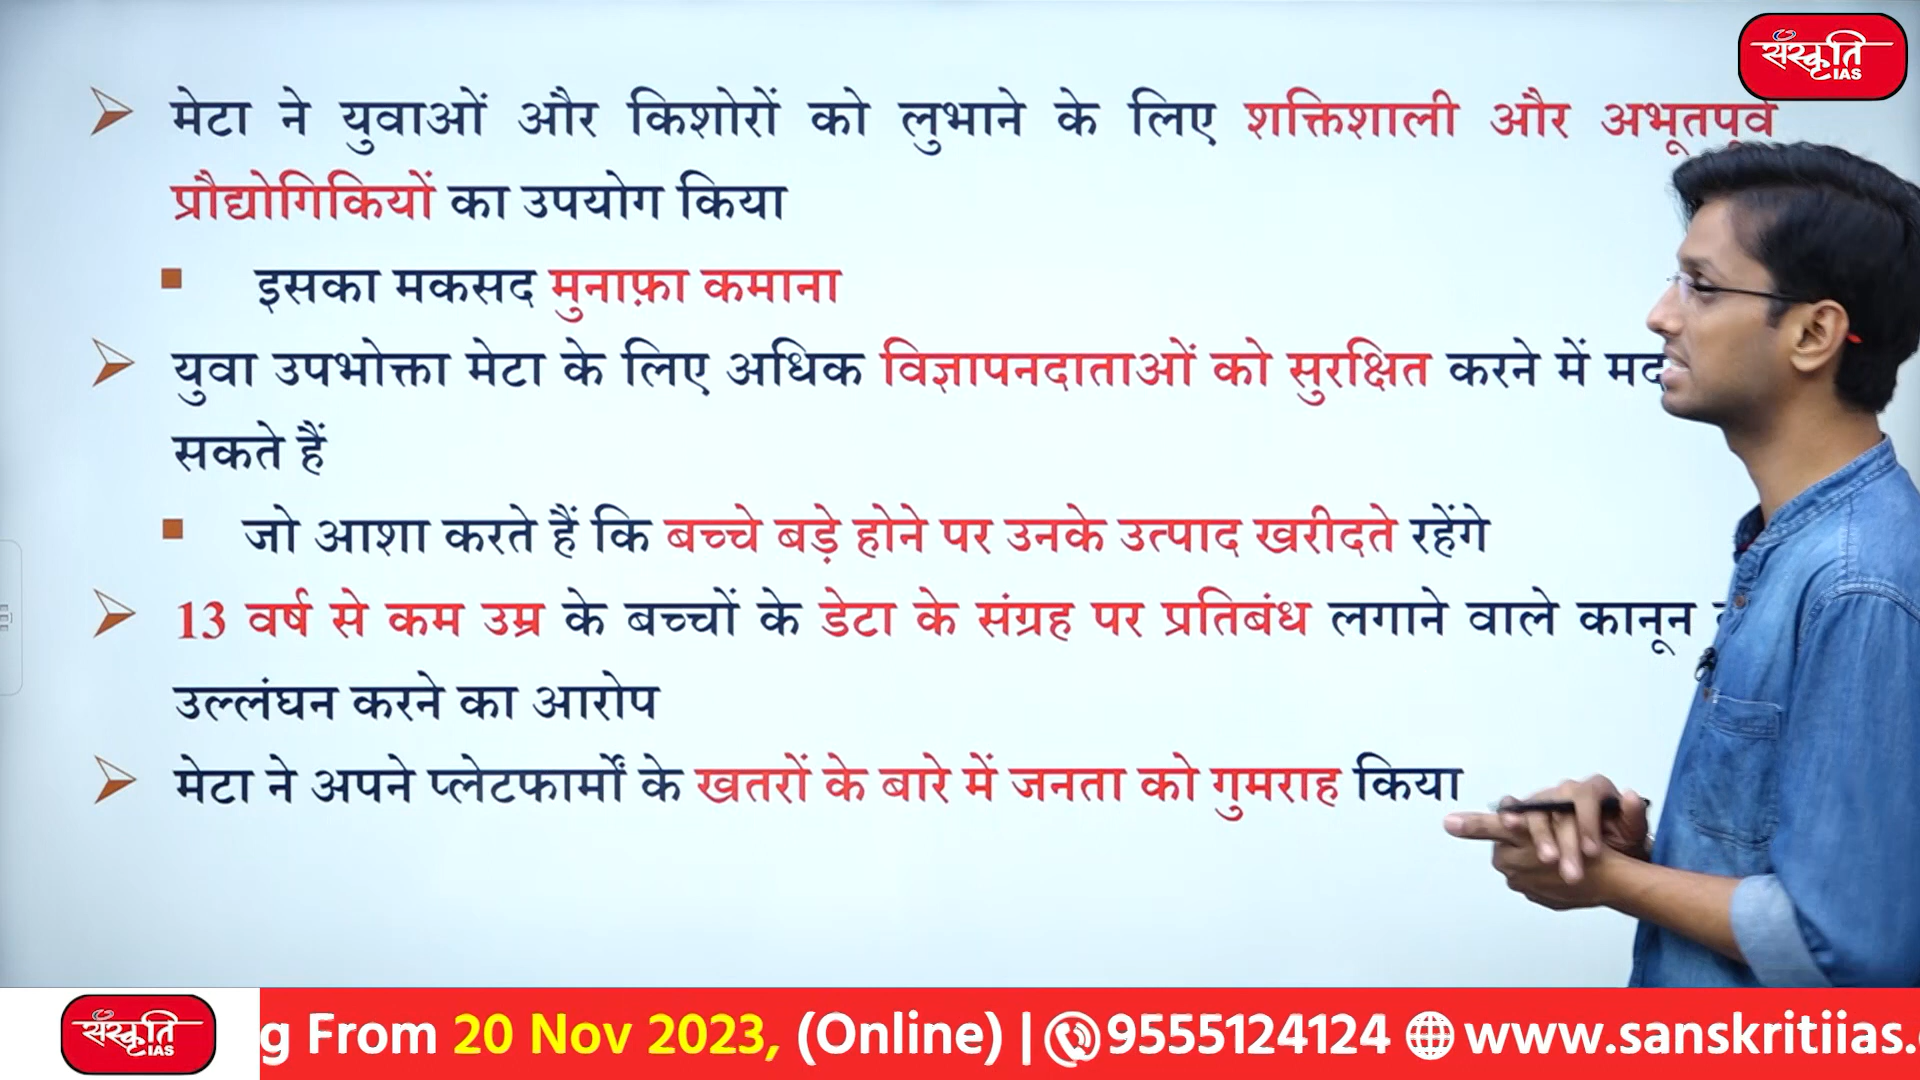 संस्कृति
IAS
मेटा ने युवाओं और किशोरों को लुभाने के लिए शक्तिशाली और अभूतपूर्व
प्रौद्योगिकियों का उपयोग किया
इसका मकसद मुनाफ़ा कमाना
युवा उपभोक्ता मेटा के लिए अधिक विज्ञापनदाताओं को सुरक्षित करने में
सकते हैं
जो आशा करते हैं कि बच्चे बड़े होने पर उनके उत्पाद खरीदते रहेंगे
13 वर्ष से कम उम्र के बच्चों के डेटा के संग्रह पर प्रतिबंध लगाने वाले कानून
उल्लंघन करने का आरोप
मेटा ने अपने प्लेटफार्मों के खतरों के बारे में जनता को गुमराह किया
संस्कृति
IAS
g From 20 Nov 2023, (Online) | 9555124124 www.sanskritiias.